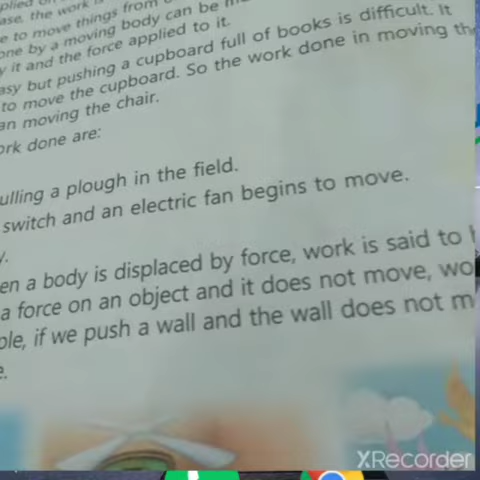 plied on
ase, the work is
e to move things from
one by a moving body can be
y it and the force applied to it.
asy but pushing a cupboard full of books is difficult. It
to move the cupboard. So the work done in moving the
an moving the chair.
ork done are:
ulling a plough in the field.
switch and an electric fan begins to move.
y.
en a body is displaced by force, work is said to
a force on an object and it does not move, wo
ple, if we push a wall and the wall does not m
e.
XRecorder